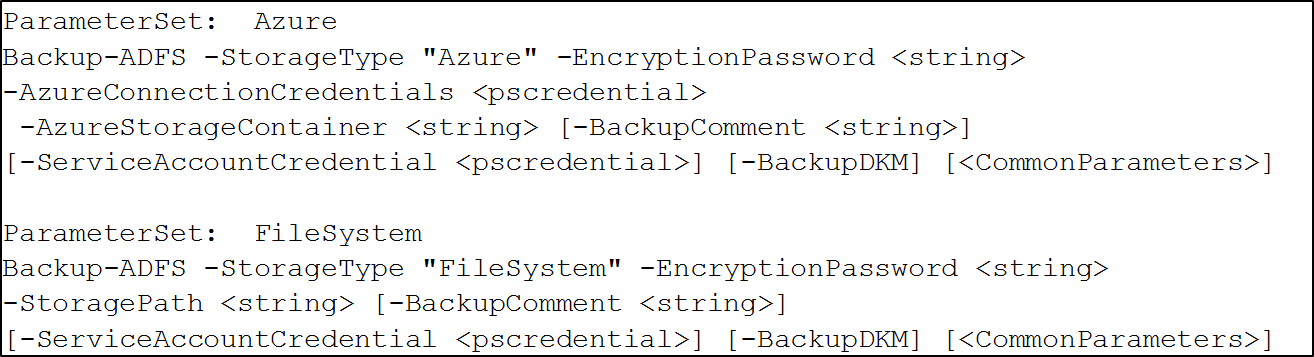 ParameterSet:  Azure
Backup-ADFS -StorageType "Azure" -EncryptionPassword <string>
-AzureConnectionCredentials <pscredential>
 -AzureStorageContainer <string> [-BackupComment <string>]
[-ServiceAccountCredential <pscredential>] [-BackupDKM] [<CommonParameters>]

ParameterSet:  FileSystem
Backup-ADFS -StorageType "FileSystem" -EncryptionPassword <string>
-StoragePath <string> [-BackupComment <string>]
[-ServiceAccountCredential <pscredential>] [-BackupDKM] [<CommonParameters>]